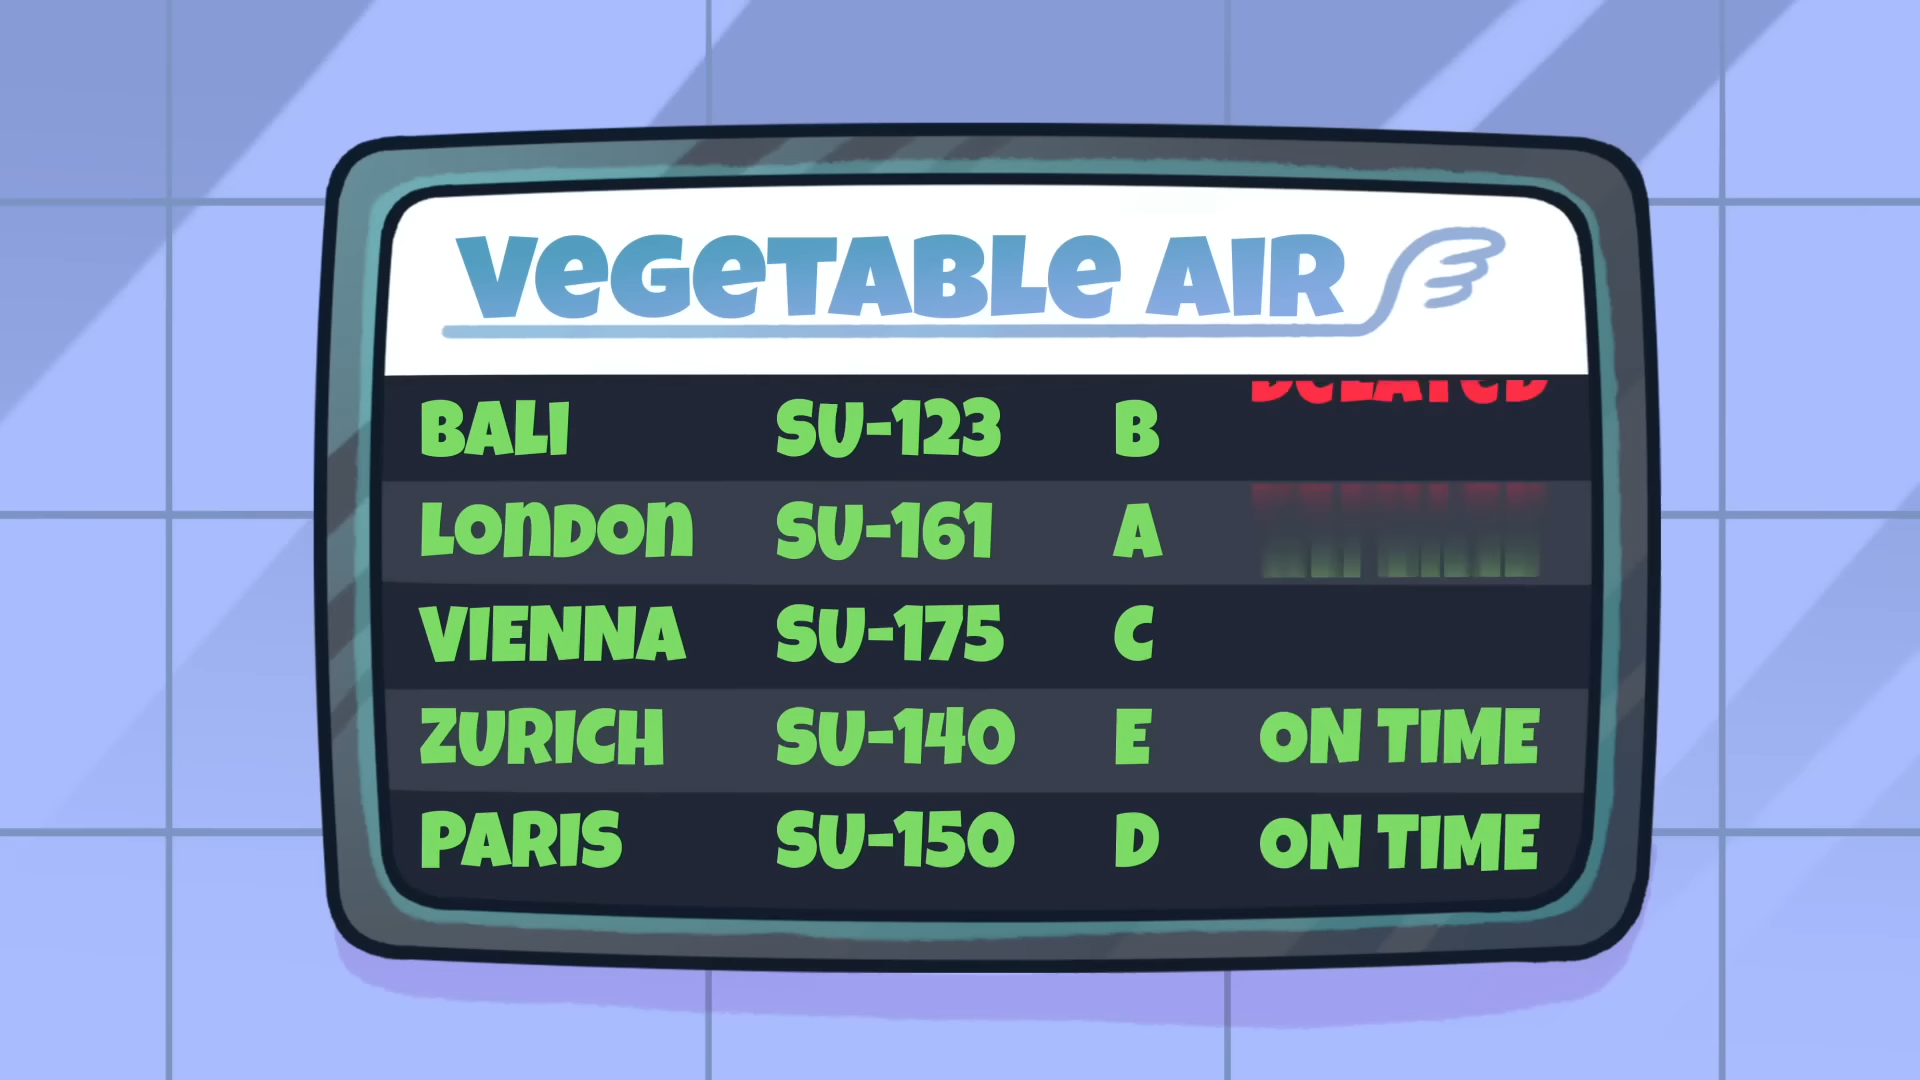 VEGETABLE AIR
BALI SU-123 B DELAYED
LONDON SU-161 A
VIENNA SU-175 C
ZURICH SU-140 E ON TIME
PARIS SU-150 D ON TIME